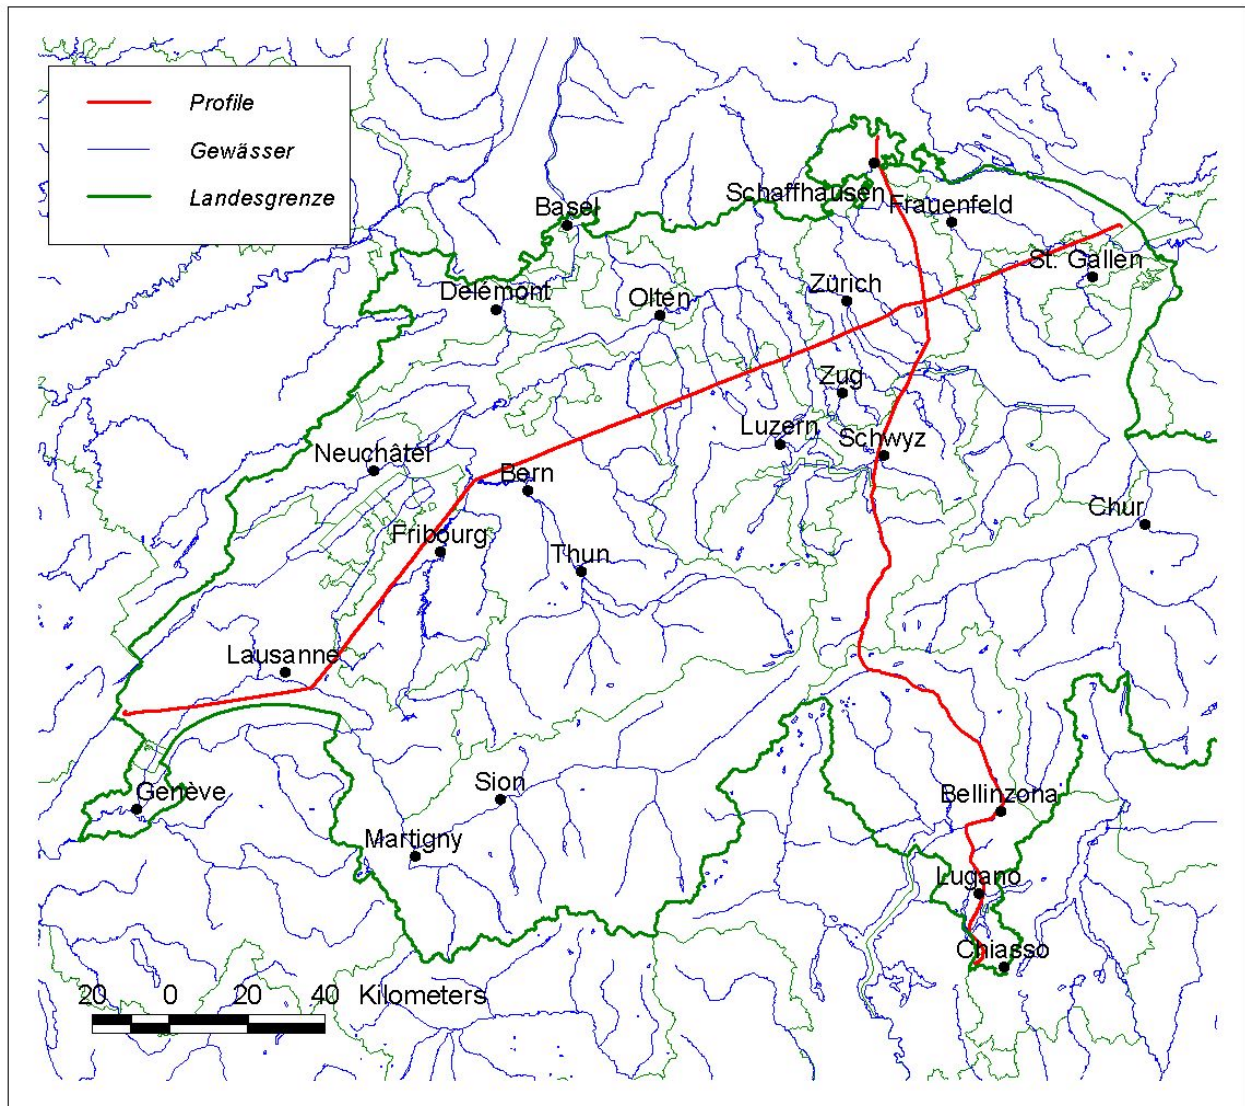 Profile
Gewässer
Landesgrenze
Schaffhausen
Frauenfeld
Basel
St. Gallen
Delémont
Olten
Zürich
Zug
Luzern
Schwyz
Neuchâtel
Bern
Chur
Fribourg
Thun
Lausanne
Sion
Genève
Bellinzona
Martigny
Lugano
Chiasso
20 0 20 40 Kilometers